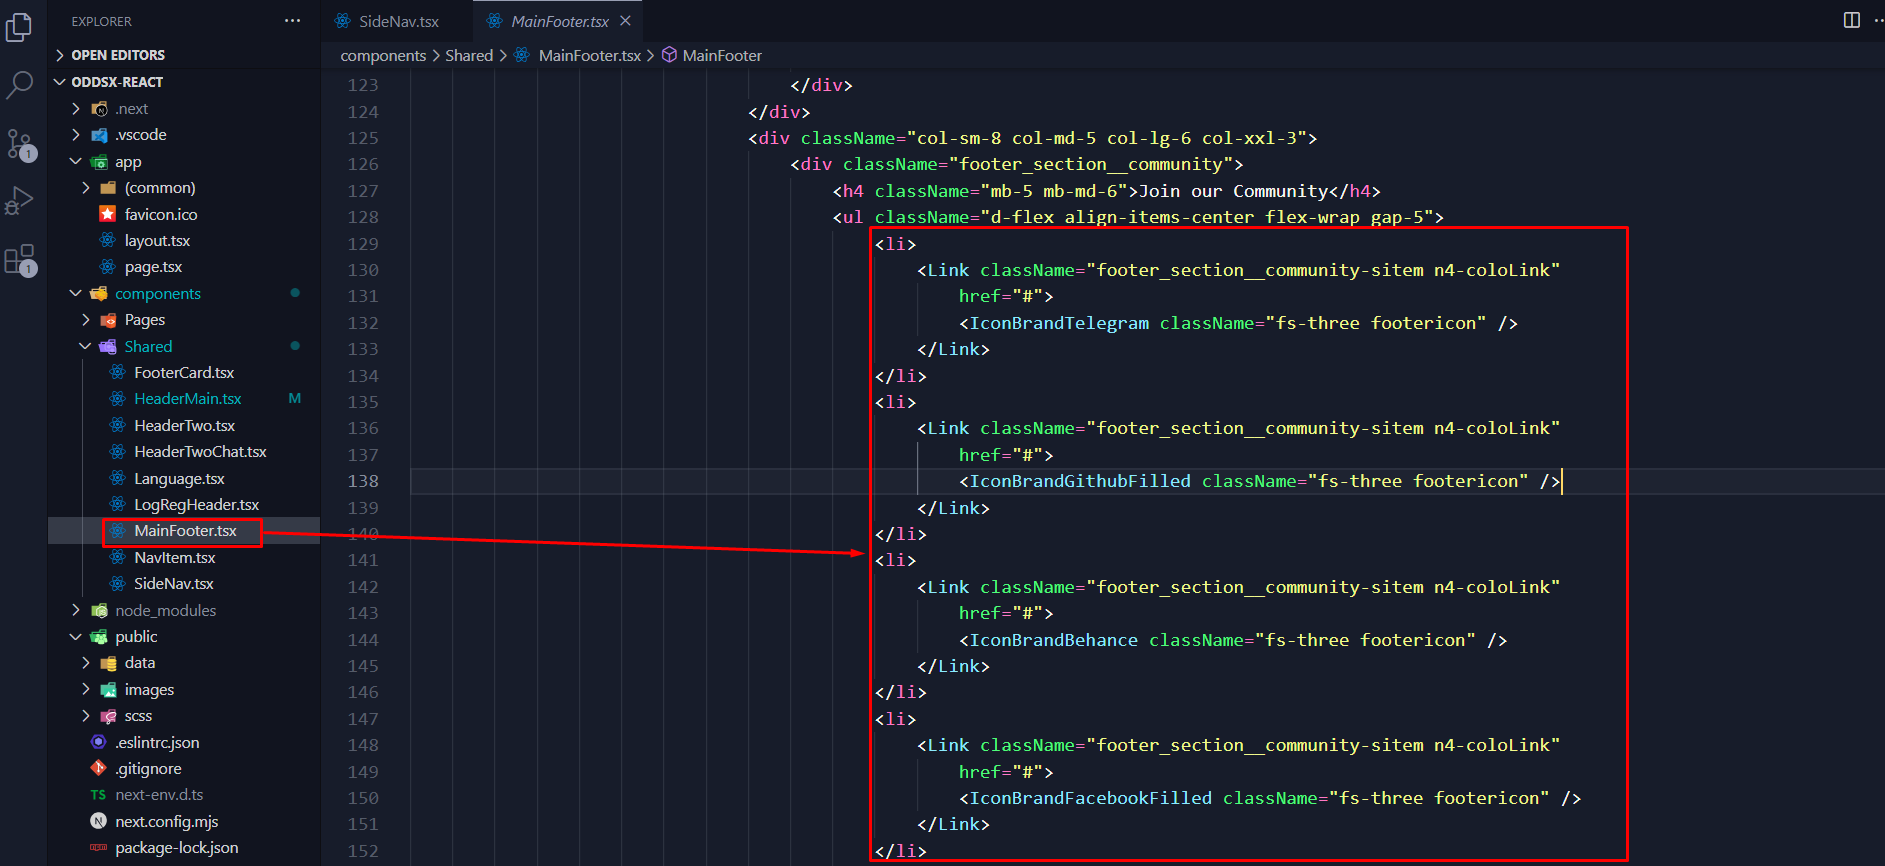 EXPLORER
OPEN EDITORS
ODDSX-REACT
.next
.vscode
app
(common)
favicon.ico
layout.tsx
page.tsx
components
Pages
Shared
FooterCard.tsx
HeaderMain.tsx M
HeaderTwo.tsx
HeaderTwoChat.tsx
Language.tsx
LogRegHeader.tsx
MainFooter.tsx
NavItem.tsx
SideNav.tsx
node_modules
public
data
images
scss
.eslintrc.json
.gitignore
TS next-env.d.ts
next.config.mjs
package-lock.json
1
1
SideNav.tsx MainFooter.tsx
components > Shared > MainFooter.tsx > MainFooter
123 </div>
124 </div>
125 <div className="col-sm-8 col-md-5 col-lg-6 col-xxl-3">
126 <div className="footer_section__community">
127 <h4 className="mb-5 mb-md-6">Join our Community</h4>
128 <ul className="d-flex align-items-center flex-wrap gap-5">
129 <li>
130 <Link className="footer_section__community-sitem n4-coloLink"
131 href="#">
132 <IconBrandTelegram className="fs-three footericon" />
133 </Link>
134 </li>
135 <li>
136 <Link className="footer_section__community-sitem n4-coloLink"
137 href="#">
138 <IconBrandGithubFilled className="fs-three footericon" />
139 </Link>
140 </li>
141 <li>
142 <Link className="footer_section__community-sitem n4-coloLink"
143 href="#">
144 <IconBrandBehance className="fs-three footericon" />
145 </Link>
146 </li>
147 <li>
148 <Link className="footer_section__community-sitem n4-coloLink"
149 href="#">
150 <IconBrandFacebookFilled className="fs-three footericon" />
151 </Link>
152 </li>